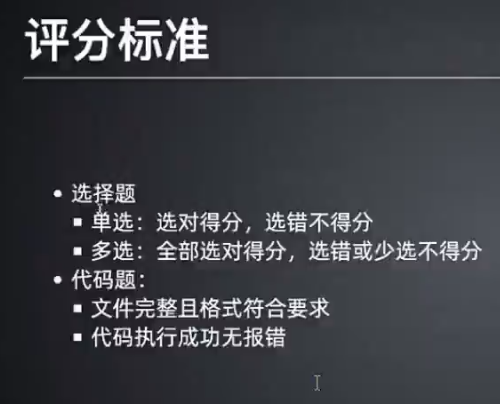 评分标准
• 选择题
▪ 单选：选对得分，选错不得分
▪ 多选：全部选对得分，选错或少选不得分
• 代码题：
▪ 文件完整且格式符合要求
▪ 代码执行成功无报错